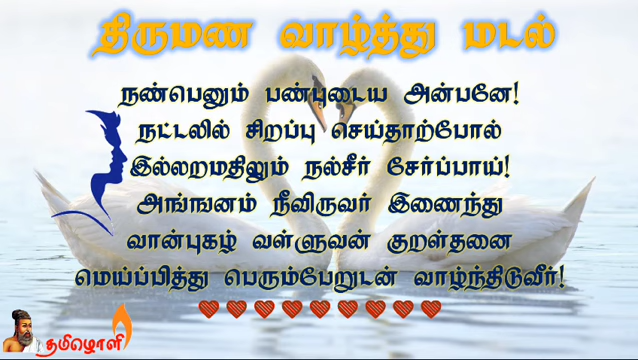 திருமண வாழ்த்து மடல்
நண்பெனும் பண்புடைய அன்பனே!
நட்டலில் சிறப்பு செய்தாற்போல்
இல்லறமதிலும் நல்சீர் சேர்ப்பாய்!
அங்ஙனம் நீவிருவர் இணைந்து
வான்புகழ் வள்ளுவன் குறள்தனை
மெய்ப்பித்து பெரும்பேறுடன் வாழ்ந்திடுவீர்!
தமிழொளி